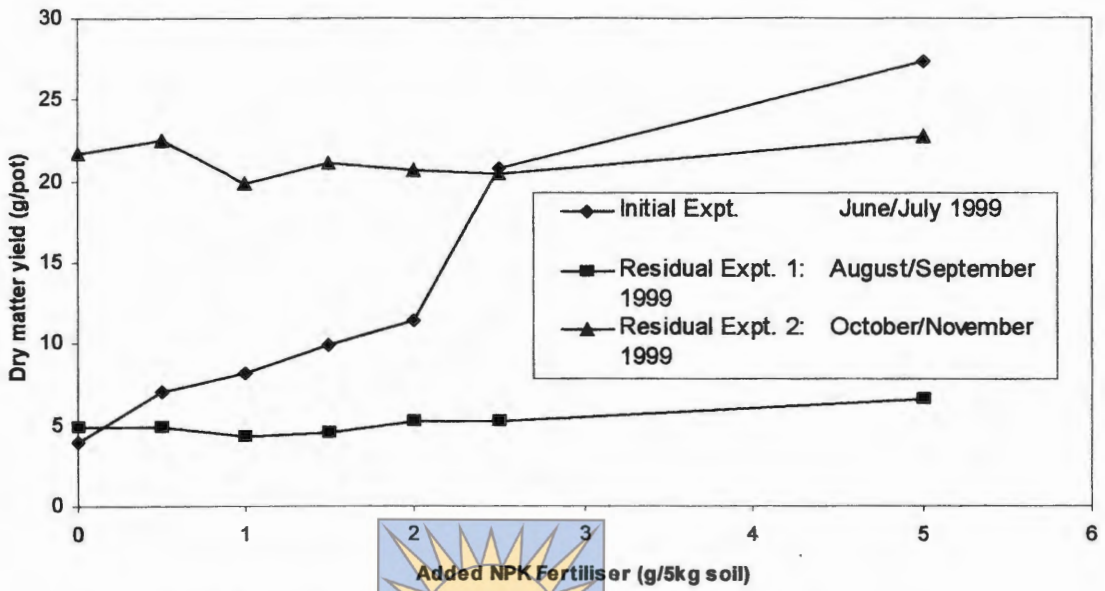 30
25
20
15
10
5
0
Dry matter yield (g/pot)
Initial Expt. June/July 1999
Residual Expt. 1: August/September
1999
Residual Expt. 2: October/November
1999
0 1 2 3 4 5 6
Added NPK Fertiliser (g/5kg soil)